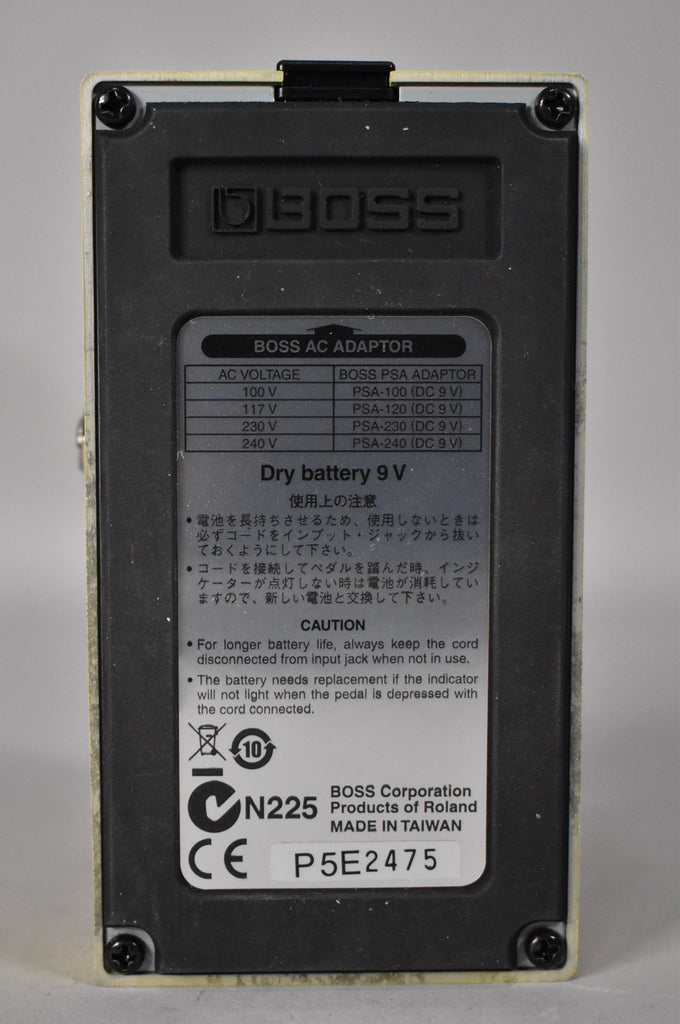 BOSS
BOSS AC ADAPTOR
AC VOLTAGE BOSS PSA ADAPTOR
100 V PSA-100 (DC 9 V)
117 V PSA-120 (DC 9 V)
230 V PSA-230 (DC 9 V)
240 V PSA-240 (DC 9 V)
Dry battery 9 V
使用上の注意
• 電池を長持ちさせるため、使用しないときは
必ずコードをインプット・ジャックから抜い
ておくようにして下さい。
• コードを接続してペダルを踏んだ時、インジ
ケーターが点灯しない時は電池が消耗してい
ますので、新しい電池と交換して下さい。
CAUTION
• For longer battery life, always keep the cord
disconnected from input jack when not in use.
• The battery needs replacement if the indicator
will not light when the pedal is depressed with
the cord connected.
10
N225
BOSS Corporation
Products of Roland
MADE IN TAIWAN
CE
P5E2475